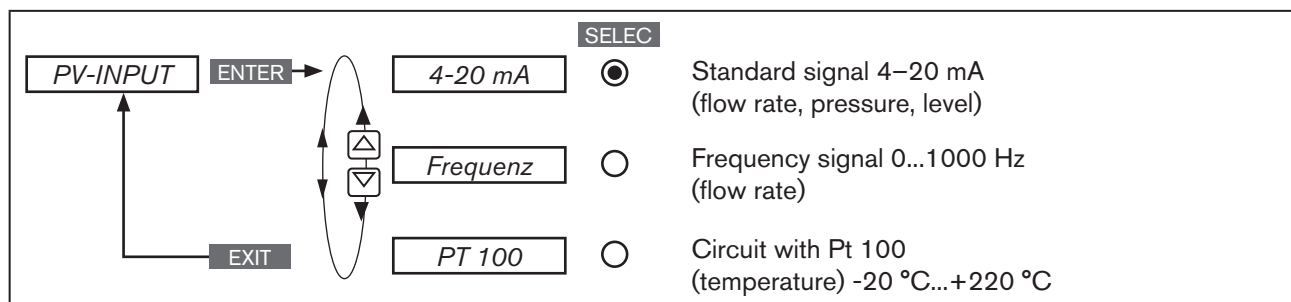 SELEC
PV-INPUT ENTER 4-20 mA Standard signal 4–20 mA
(flow rate, pressure, level)
Frequenz Frequency signal 0...1000 Hz
(flow rate)
EXIT PT 100 Circuit with Pt 100
(temperature) -20 °C...+220 °C